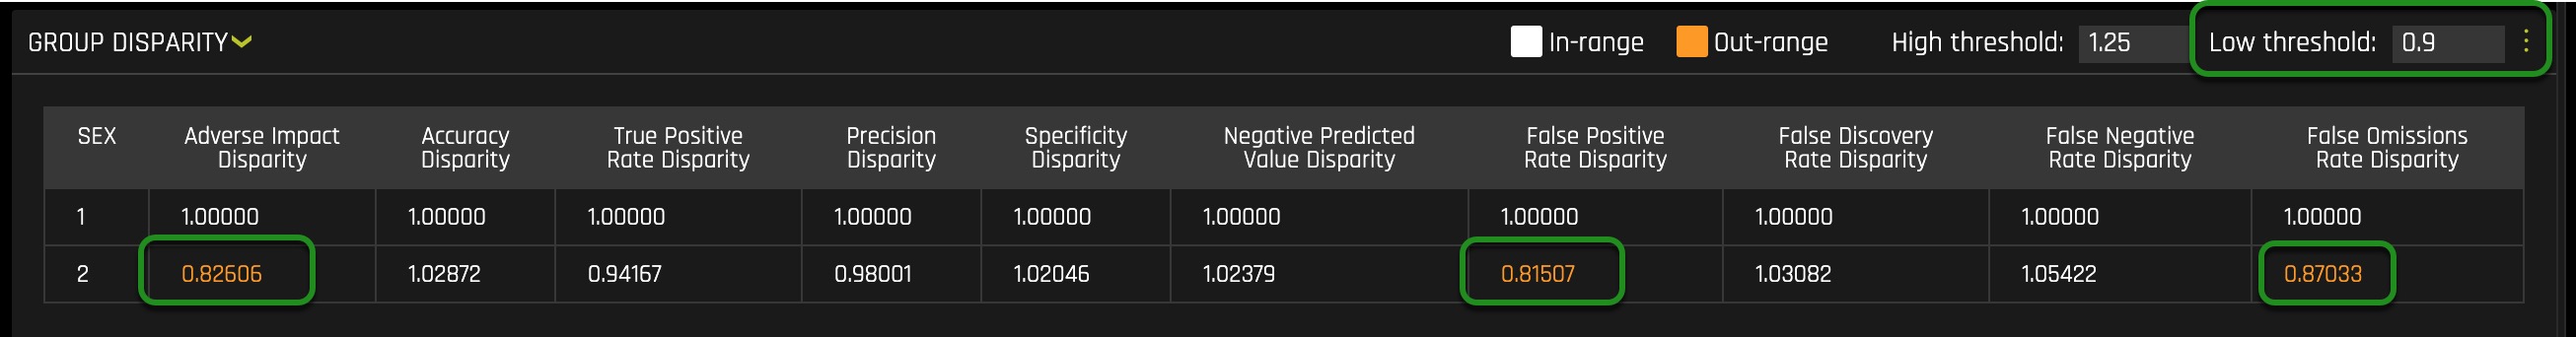 GROUP DISPARITY In-range Out-range High threshold: 1.25 Low threshold: 0.9
SEX Adverse Impact Disparity Accuracy Disparity True Positive Rate Disparity Precision Disparity Specificity Disparity Negative Predicted Value Disparity False Positive Rate Disparity False Discovery Rate Disparity False Negative Rate Disparity False Omissions Rate Disparity
1 1.00000 1.00000 1.00000 1.00000 1.00000 1.00000 1.00000 1.00000 1.00000 1.00000
2 0.82606 1.02872 0.94167 0.98001 1.02046 1.02379 0.81507 1.03082 1.05422 0.87033